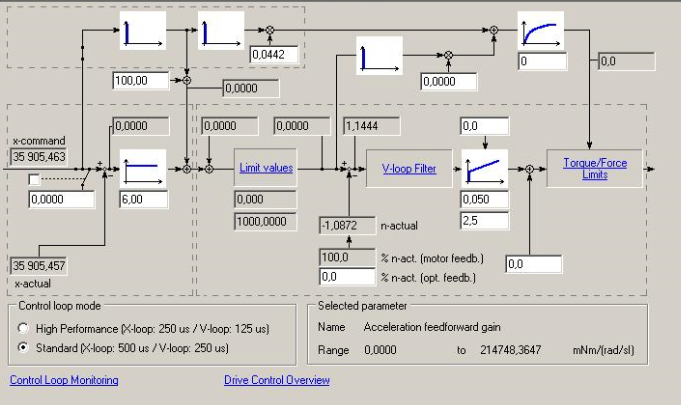 0,0442
0
0,0
100,00
0,0000
0,0000
x-command
35 905,463
0,0000
0,0000
0,0000
1,1444
0,0
Limit values
V-loop Filter
Torque/Force
Limits
0,0000
6,00
0,000
1000,0000
0,050
2,5
-1,0872 n-actual
35 905,457
x-actual
100,0 % n-act. (motor feedb.)
0,0 % n-act. (opt. feedb.)
0,0
Control loop mode
High Performance (X-loop: 250 us / V-loop: 125 us)
Standard (X-loop: 500 us / V-loop: 250 us)
Selected parameter
Name Acceleration feedforward gain
Range 0,0000 to 214748,3647 mNm/(rad/sł)
Control Loop Monitoring
Drive Control Overview